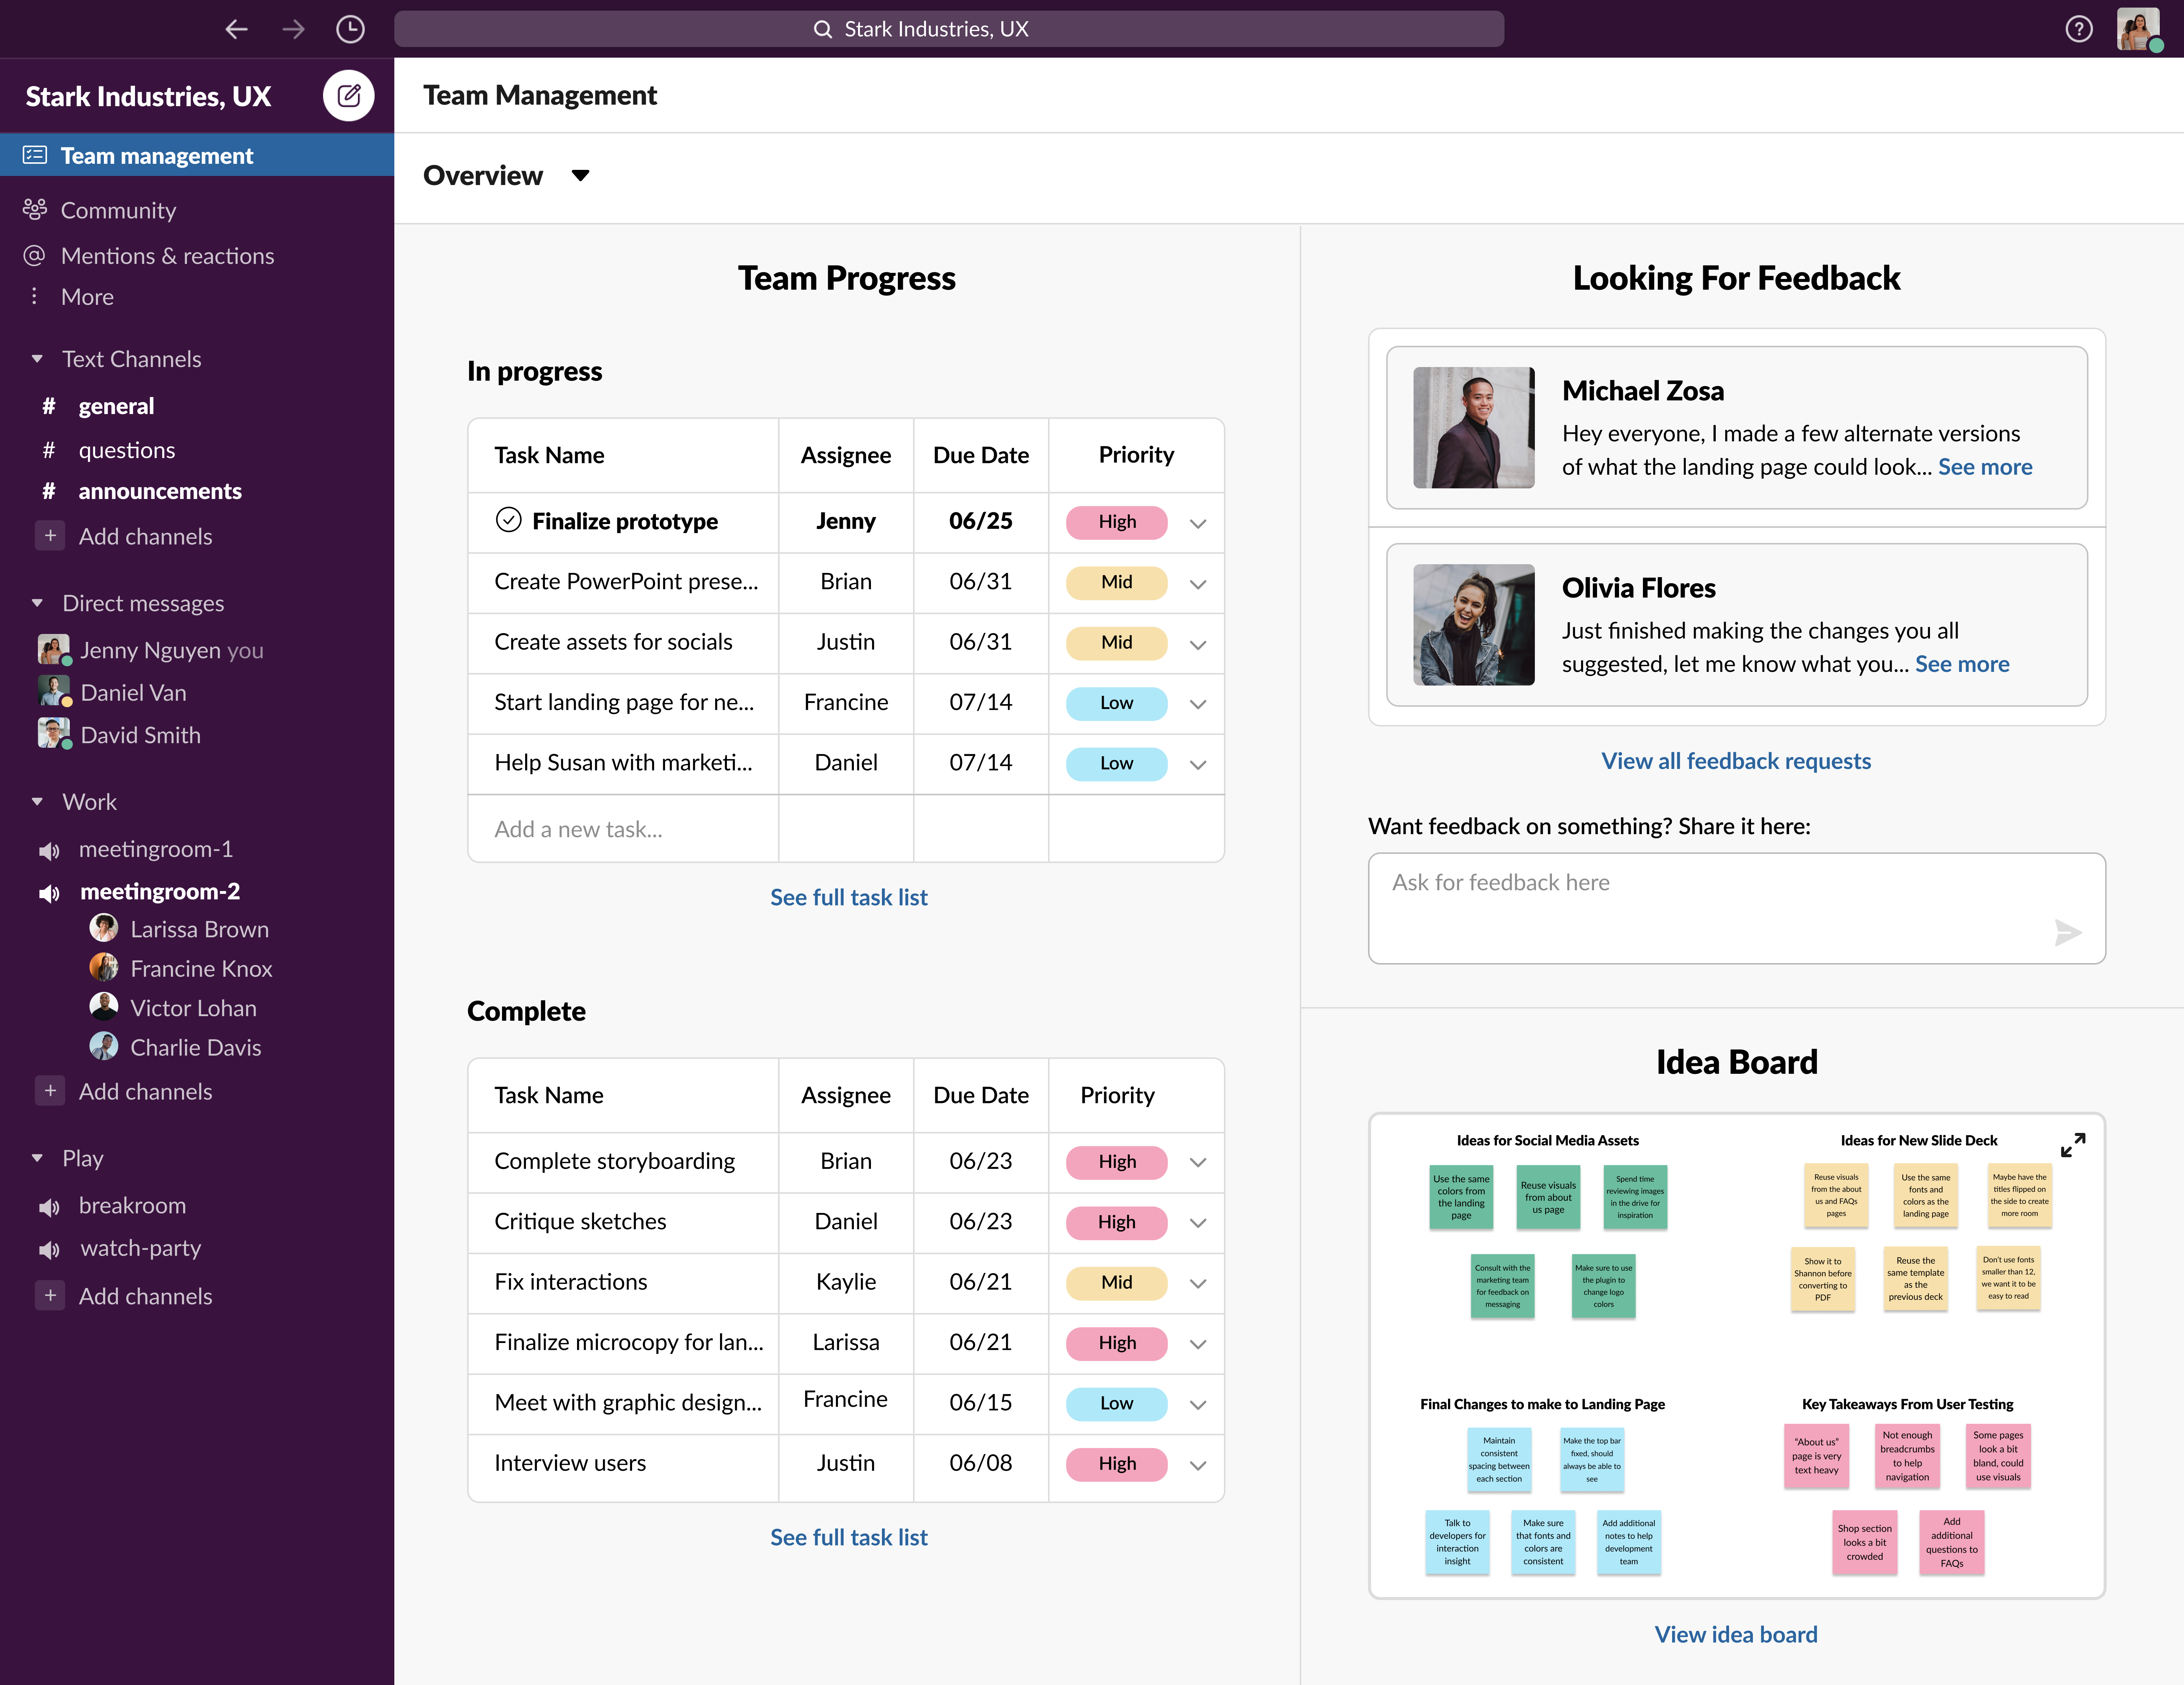 Stark Industries, UX
Stark Industries, UX
Team management
Community
Mentions & reactions
More
Text Channels
# general
# questions
# announcements
+ Add channels
Direct messages
Jenny Nguyen you
Daniel Van
David Smith
Work
meetingroom-1
meetingroom-2
Larissa Brown
Francine Knox
Victor Lohan
Charlie Davis
+ Add channels
Play
breakroom
watch-party
+ Add channels
Team Management
Overview
Team Progress
In progress
Task Name Assignee Due Date Priority
Finalize prototype Jenny 06/25 High
Create PowerPoint prese... Brian 06/31 Mid
Create assets for socials Justin 06/31 Mid
Start landing page for ne... Francine 07/14 Low
Help Susan with marketi... Daniel 07/14 Low
Add a new task...
See full task list
Complete
Task Name Assignee Due Date Priority
Complete storyboarding Brian 06/23 High
Critique sketches Daniel 06/23 High
Fix interactions Kaylie 06/21 Mid
Finalize microcopy for lan... Larissa 06/21 High
Meet with graphic design... Francine 06/15 Low
Interview users Justin 06/08 High
See full task list
Looking For Feedback
Michael Zosa
Hey everyone, I made a few alternate versions
of what the landing page could look... See more
Olivia Flores
Just finished making the changes you all
suggested, let me know what you... See more
View all feedback requests
Want feedback on something? Share it here:
Ask for feedback here
Idea Board
Ideas for Social Media Assets
Use the same
colors from
the landing
page
Reuse visuals
from about
us page
Spend time
reviewing images
in the drive for
inspiration
Consult with the
marketing team
for feedback on
messaging
Make sure to use
the plugin to
change logo
colors
Ideas for New Slide Deck
Reuse visuals
from the about
us and FAQs
pages
Use the same
fonts and
colors as the
landing page
Maybe have the
titles flipped on
the side to create
more room
Show it to
Shannon before
converting to
PDF
Reuse the
same template
as the
previous deck
Don't use fonts
smaller than 12,
we want it to be
easy to read
Final Changes to make to Landing Page
Maintain
consistent
spacing between
each section
Make the top bar
fixed, should
always be able to
see
Talk to
developers for
interaction
insight
Make sure
that fonts and
colors are
consistent
Add additional
notes to help
development
team
Key Takeaways From User Testing
"About us"
page is very
text heavy
Not enough
breadcrumbs
to help
navigation
Some pages
look a bit
bland, could
use visuals
Shop section
looks a bit
crowded
Add
additional
questions to
FAQs
View idea board